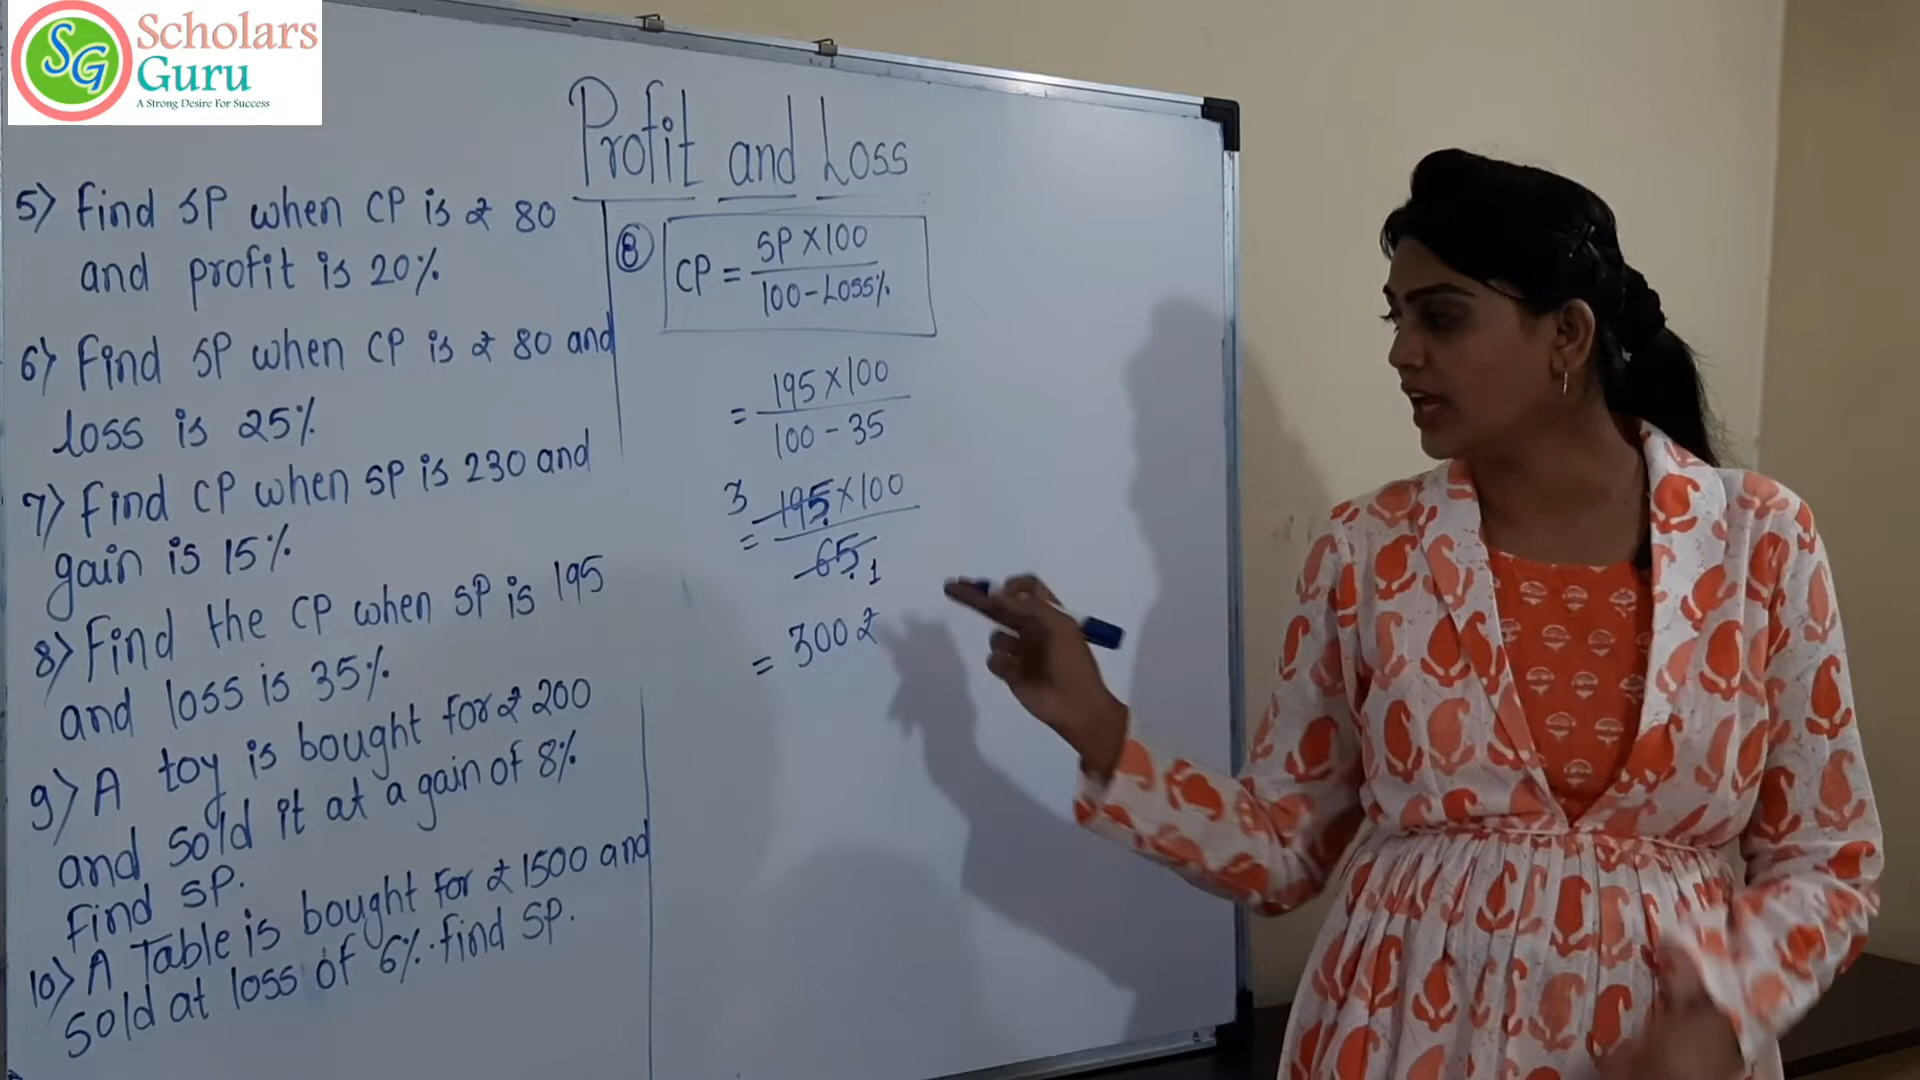 SG
Scholars
Guru
A Strong Desire For Success
Profit and Loss
5) Find SP when CP is ₹ 80
and profit is 20%
6) Find SP when CP is ₹ 80 and
loss is 25%
7) Find CP when SP is 230 and
gain is 15%
8) Find the CP when SP is 195
and loss is 35%
9) A toy is bought for ₹ 200
and sold it at a gain of 8%
Find SP.
10) A Table is bought for ₹ 1500 and
sold at loss of 6%. find SP.
8
CP = SP X 100
100 - Loss%
= 195 X 100
100 - 35
3
= 195 X 100
65 1
= 300 ₹